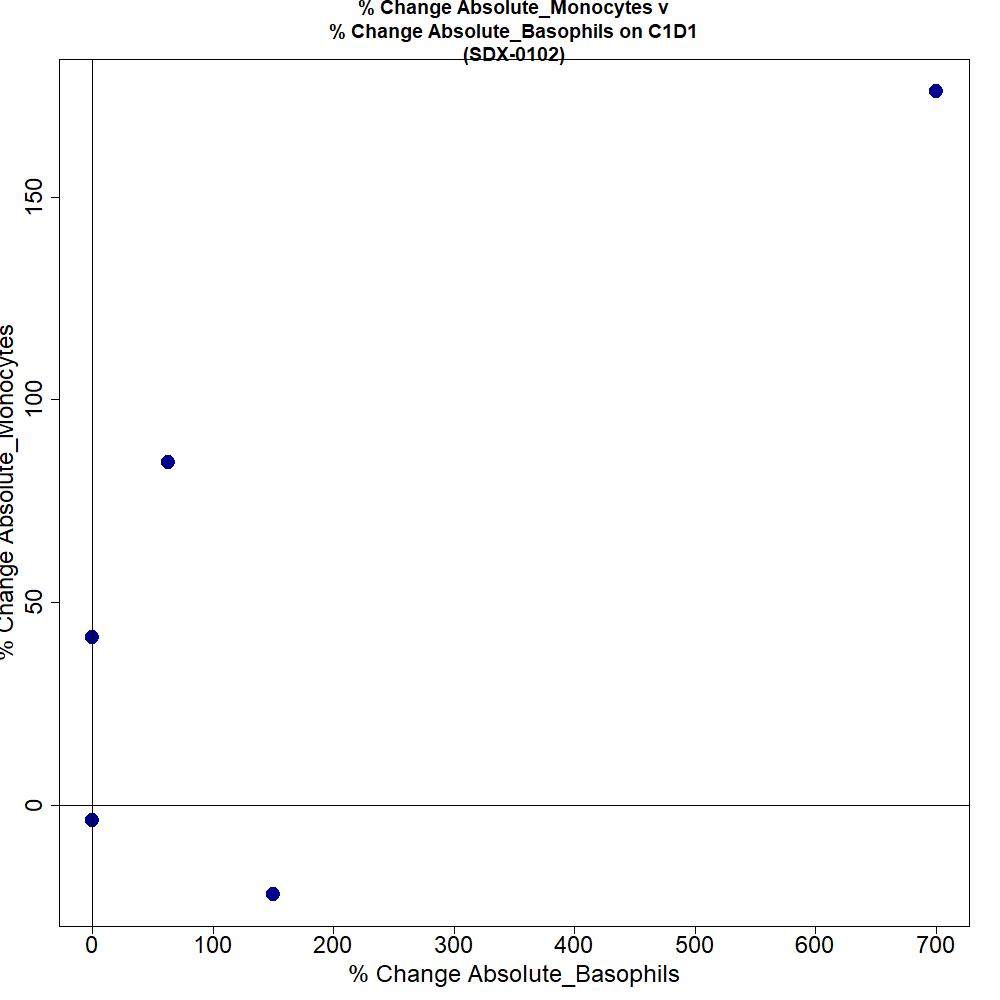 % Change Absolute_Monocytes v
% Change Absolute_Basophils on C1D1
(SDX-0102)
% Change Absolute_Monocytes
150
100
50
0
0 100 200 300 400 500 600 700
% Change Absolute_Basophils